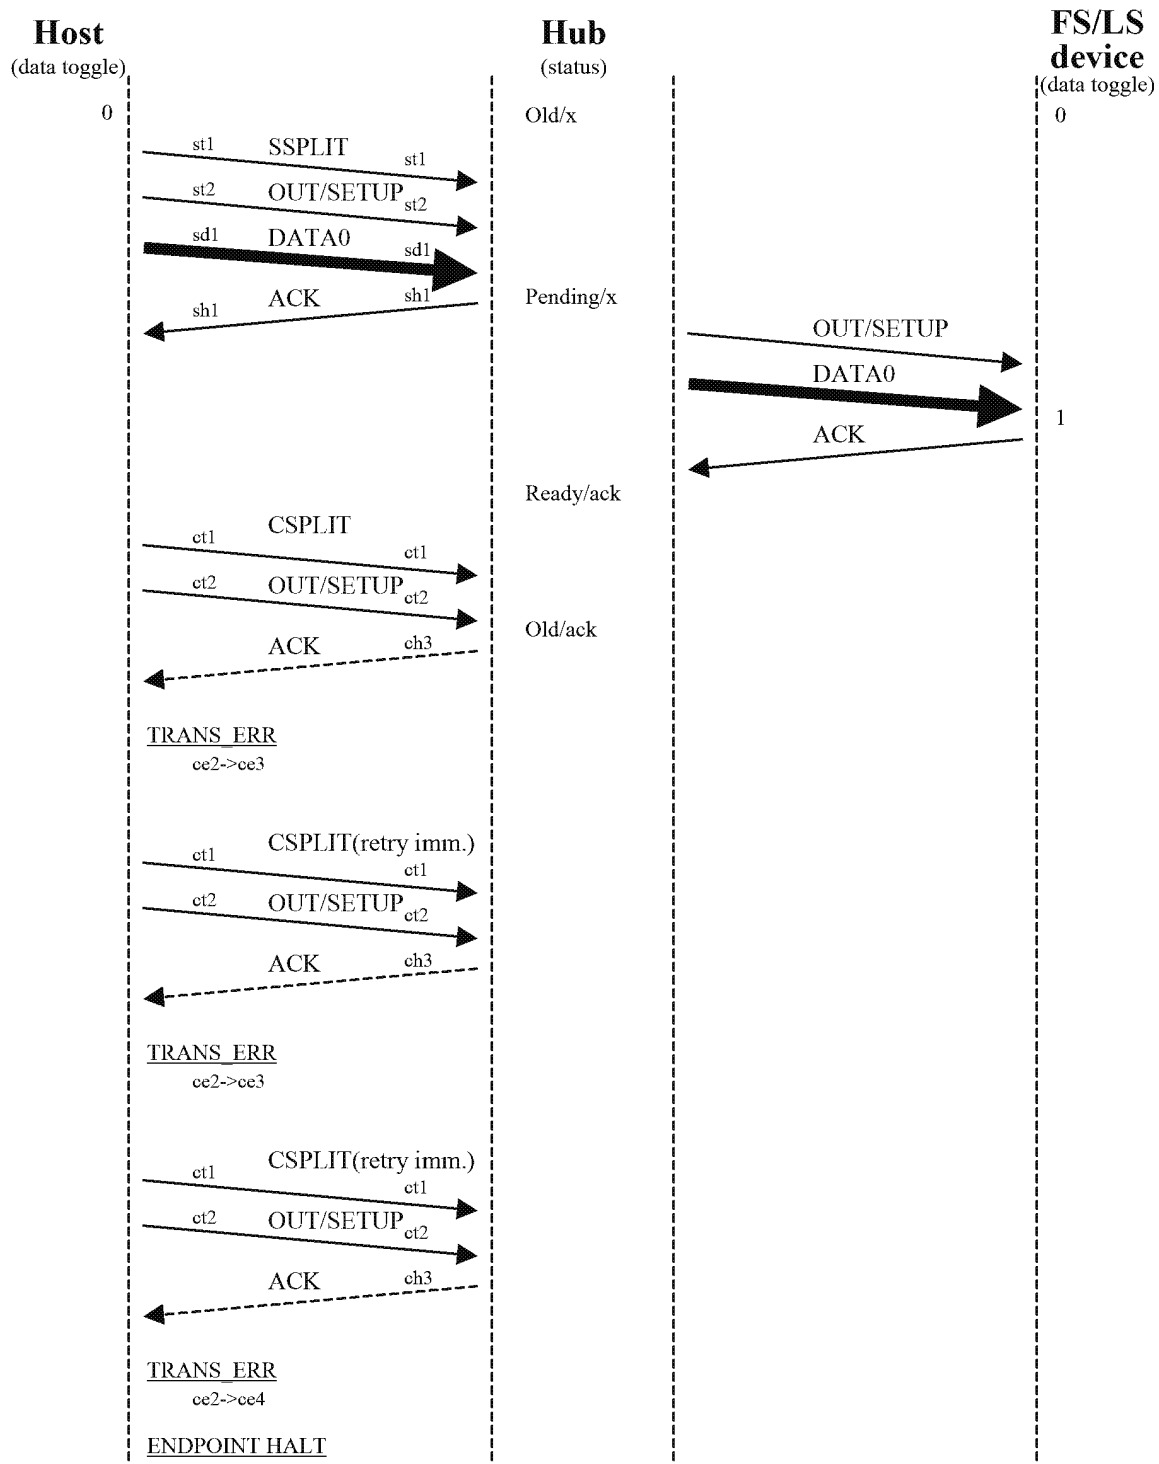 Host
(data toggle)
Hub
(status)
FS/LS
device
(data toggle)
0
Old/x
0
st1
SSPLIT
st1
st2
OUT/SETUP
st2
sd1
DATA0
sd1
ACK
sh1
sh1
Pending/x
OUT/SETUP
DATA0
1
ACK
Ready/ack
CSPLIT
ct1
ct1
ct2
OUT/SETUP
ct2
Old/ack
ACK
ch3
TRANS_ERR
ce2->ce3
CSPLIT(retry imm.)
ct1
ct1
ct2
OUT/SETUP
ct2
ACK
ch3
TRANS_ERR
ce2->ce3
CSPLIT(retry imm.)
ct1
ct1
ct2
OUT/SETUP
ct2
ACK
ch3
TRANS_ERR
ce2->ce4
ENDPOINT HALT